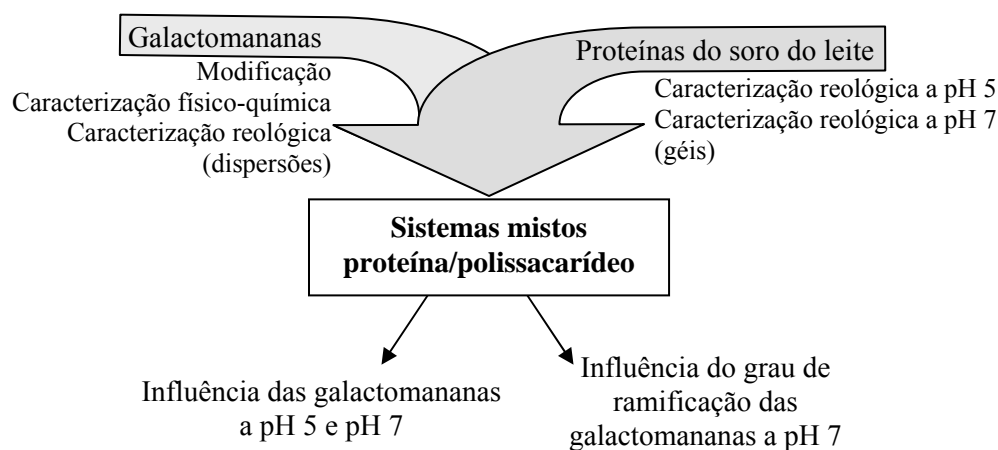 Galactomananas
Modificação
Caracterização físico-química
Caracterização reológica
(dispersões)
Proteínas do soro do leite
Caracterização reológica a pH 5
Caracterização reológica a pH 7
(géis)
Sistemas mistos
proteína/polissacarídeo
Influência das galactomananas
a pH 5 e pH 7
Influência do grau de
ramificação das
galactomananas a pH 7